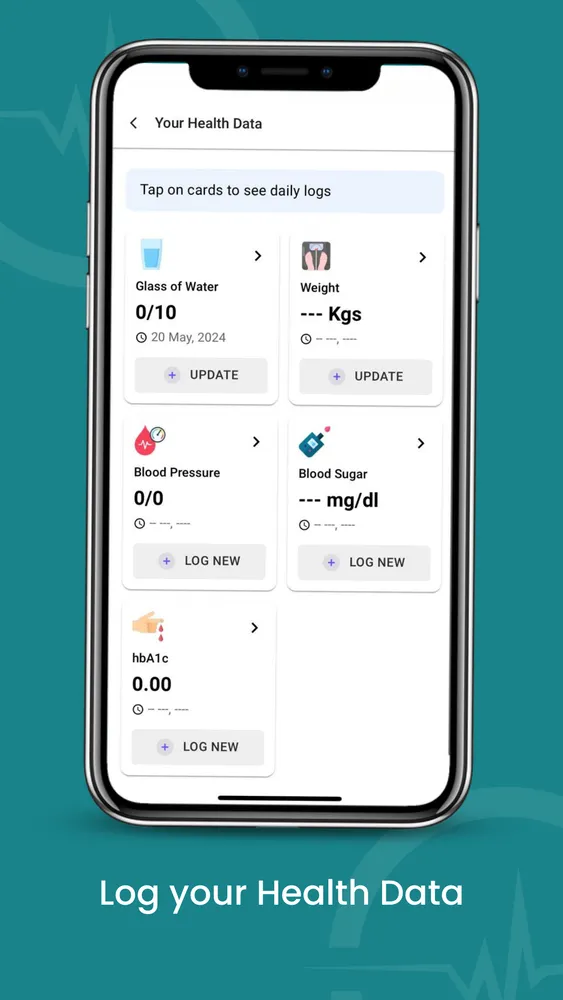 Your Health Data
Tap on cards to see daily logs
Glass of Water
0/10
20 May, 2024
+ UPDATE
Weight
--- Kgs
-- ---, ----
+ UPDATE
Blood Pressure
0/0
-- ---, ----
+ LOG NEW
Blood Sugar
--- mg/dl
-- ---, ----
+ LOG NEW
hbA1c
0.00
-- ---, ----
+ LOG NEW
Log your Health Data